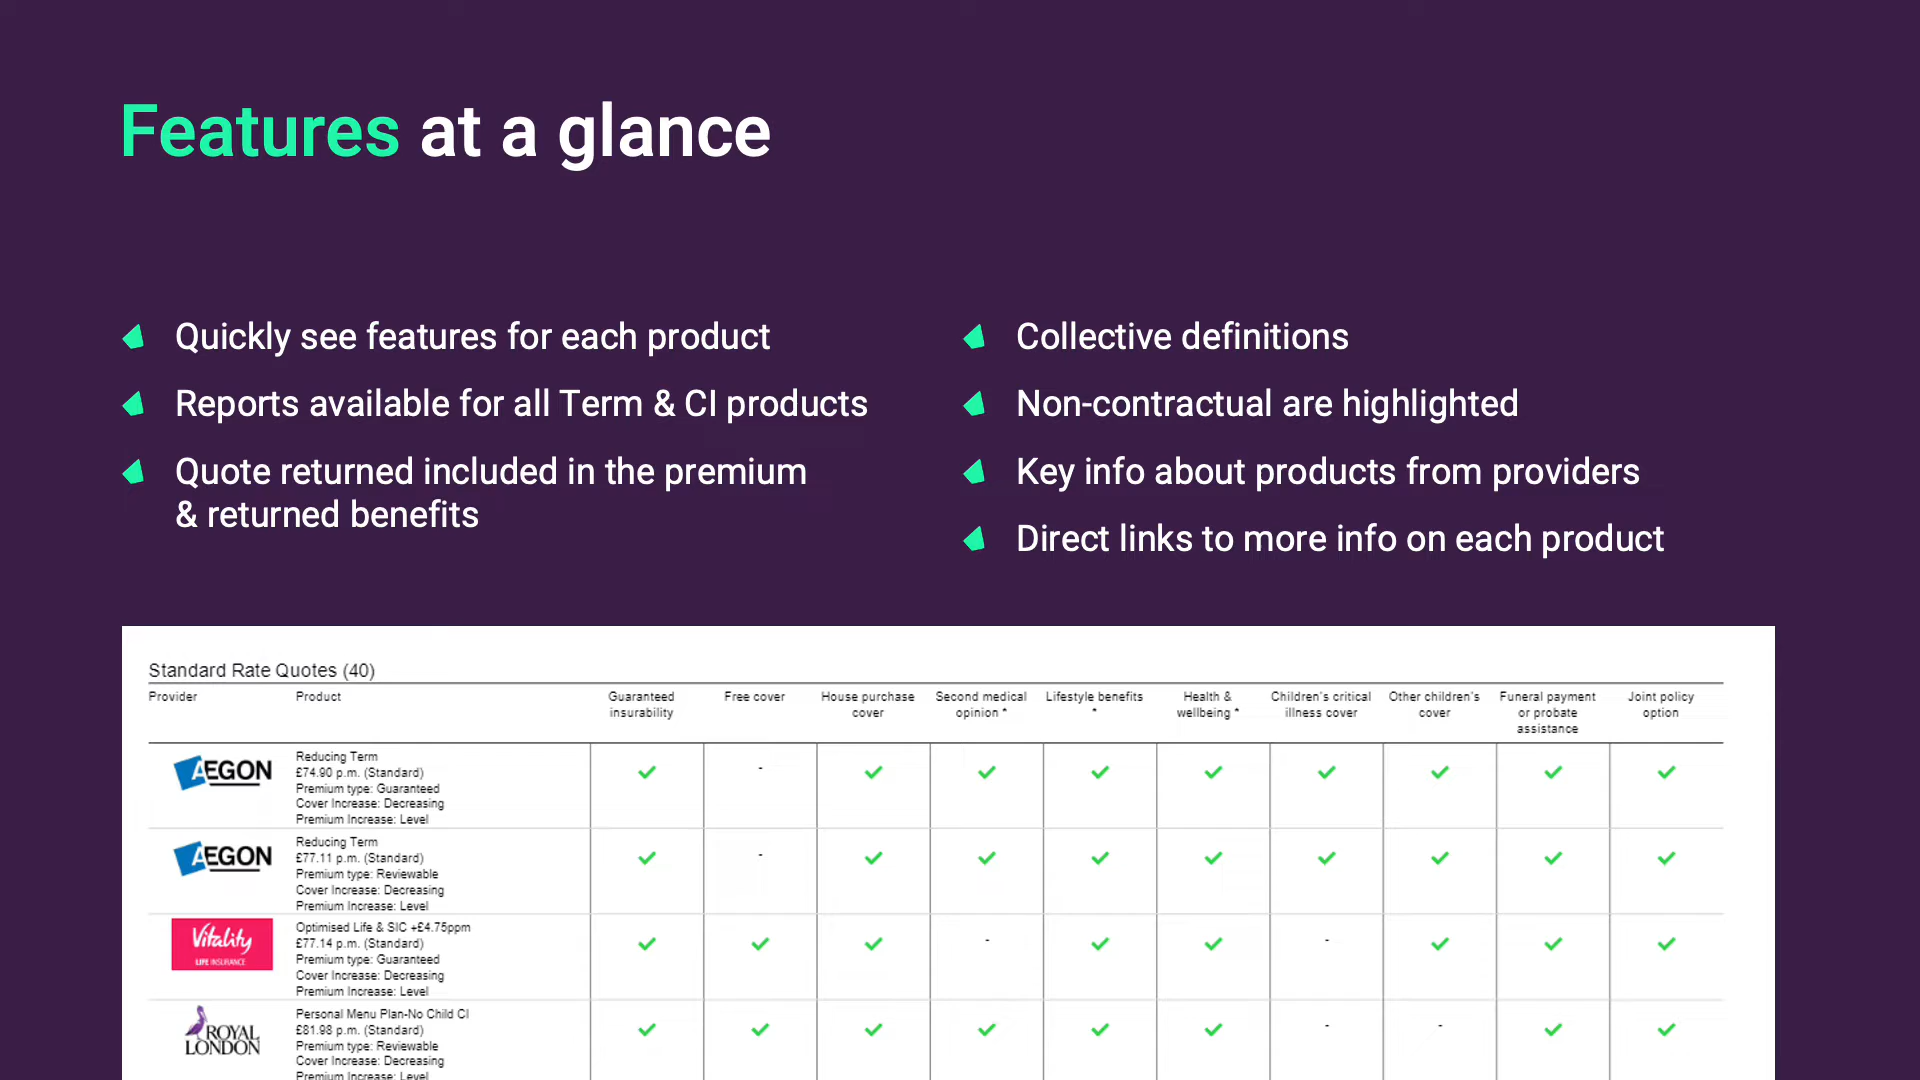 Features at a glance
Quickly see features for each product
Reports available for all Term & CI products
Quote returned included in the premium
& returned benefits
Collective definitions
Non-contractual are highlighted
Key info about products from providers
Direct links to more info on each product
Standard Rate Quotes (40)
Provider Product Guaranteed insurability Free cover House purchase cover Second medical opinion * Lifestyle benefits * Health & wellbeing * Children's critical illness cover Other children's cover Funeral payment or probate assistance Joint policy option
AEGON
Reducing Term
£74.90 p.m. (Standard)
Premium type: Guaranteed
Cover Increase: Decreasing
Premium Increase: Level
AEGON
Reducing Term
£77.11 p.m. (Standard)
Premium type: Reviewable
Cover Increase: Decreasing
Premium Increase: Level
Vitality
LIFE INSURANCE
Optimised Life & SIC +£4.75ppm
£77.14 p.m. (Standard)
Premium type: Guaranteed
Cover Increase: Decreasing
Premium Increase: Level
ROYAL
LONDON
Personal Menu Plan-No Child CI
£81.98 p.m. (Standard)
Premium type: Reviewable
Cover Increase: Decreasing
Premium Increase: Level